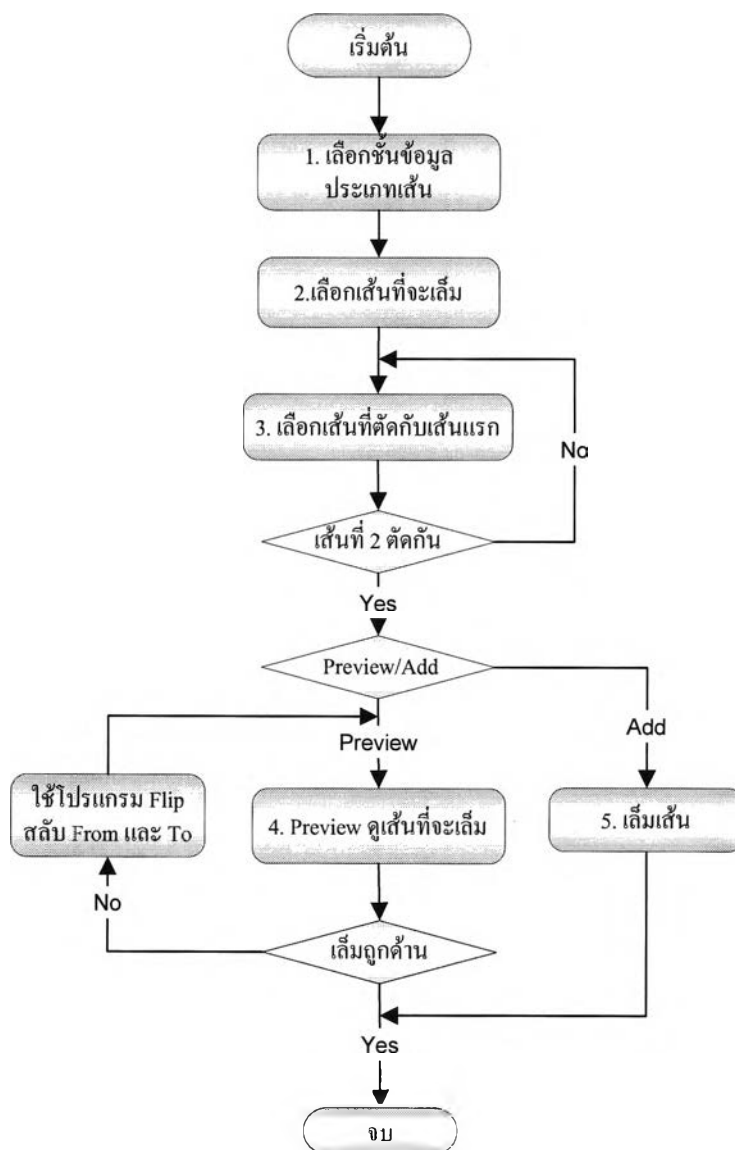 เริ่มต้น
1. เลือกชั้นข้อมูล
ประเภทเส้น
2.เลือกเส้นที่จะเล็ม
3. เลือกเส้นที่ตัดกับเส้นแรก
No
เส้นที่ 2 ตัดกัน
Yes
Preview/Add
Add
Preview
ใช้โปรแกรม Flip
สลับ From และ To
4. Preview ดูเส้นที่จะเล็ม
5. เล็มเส้น
No
เล็มถูกด้าน
Yes
จบ